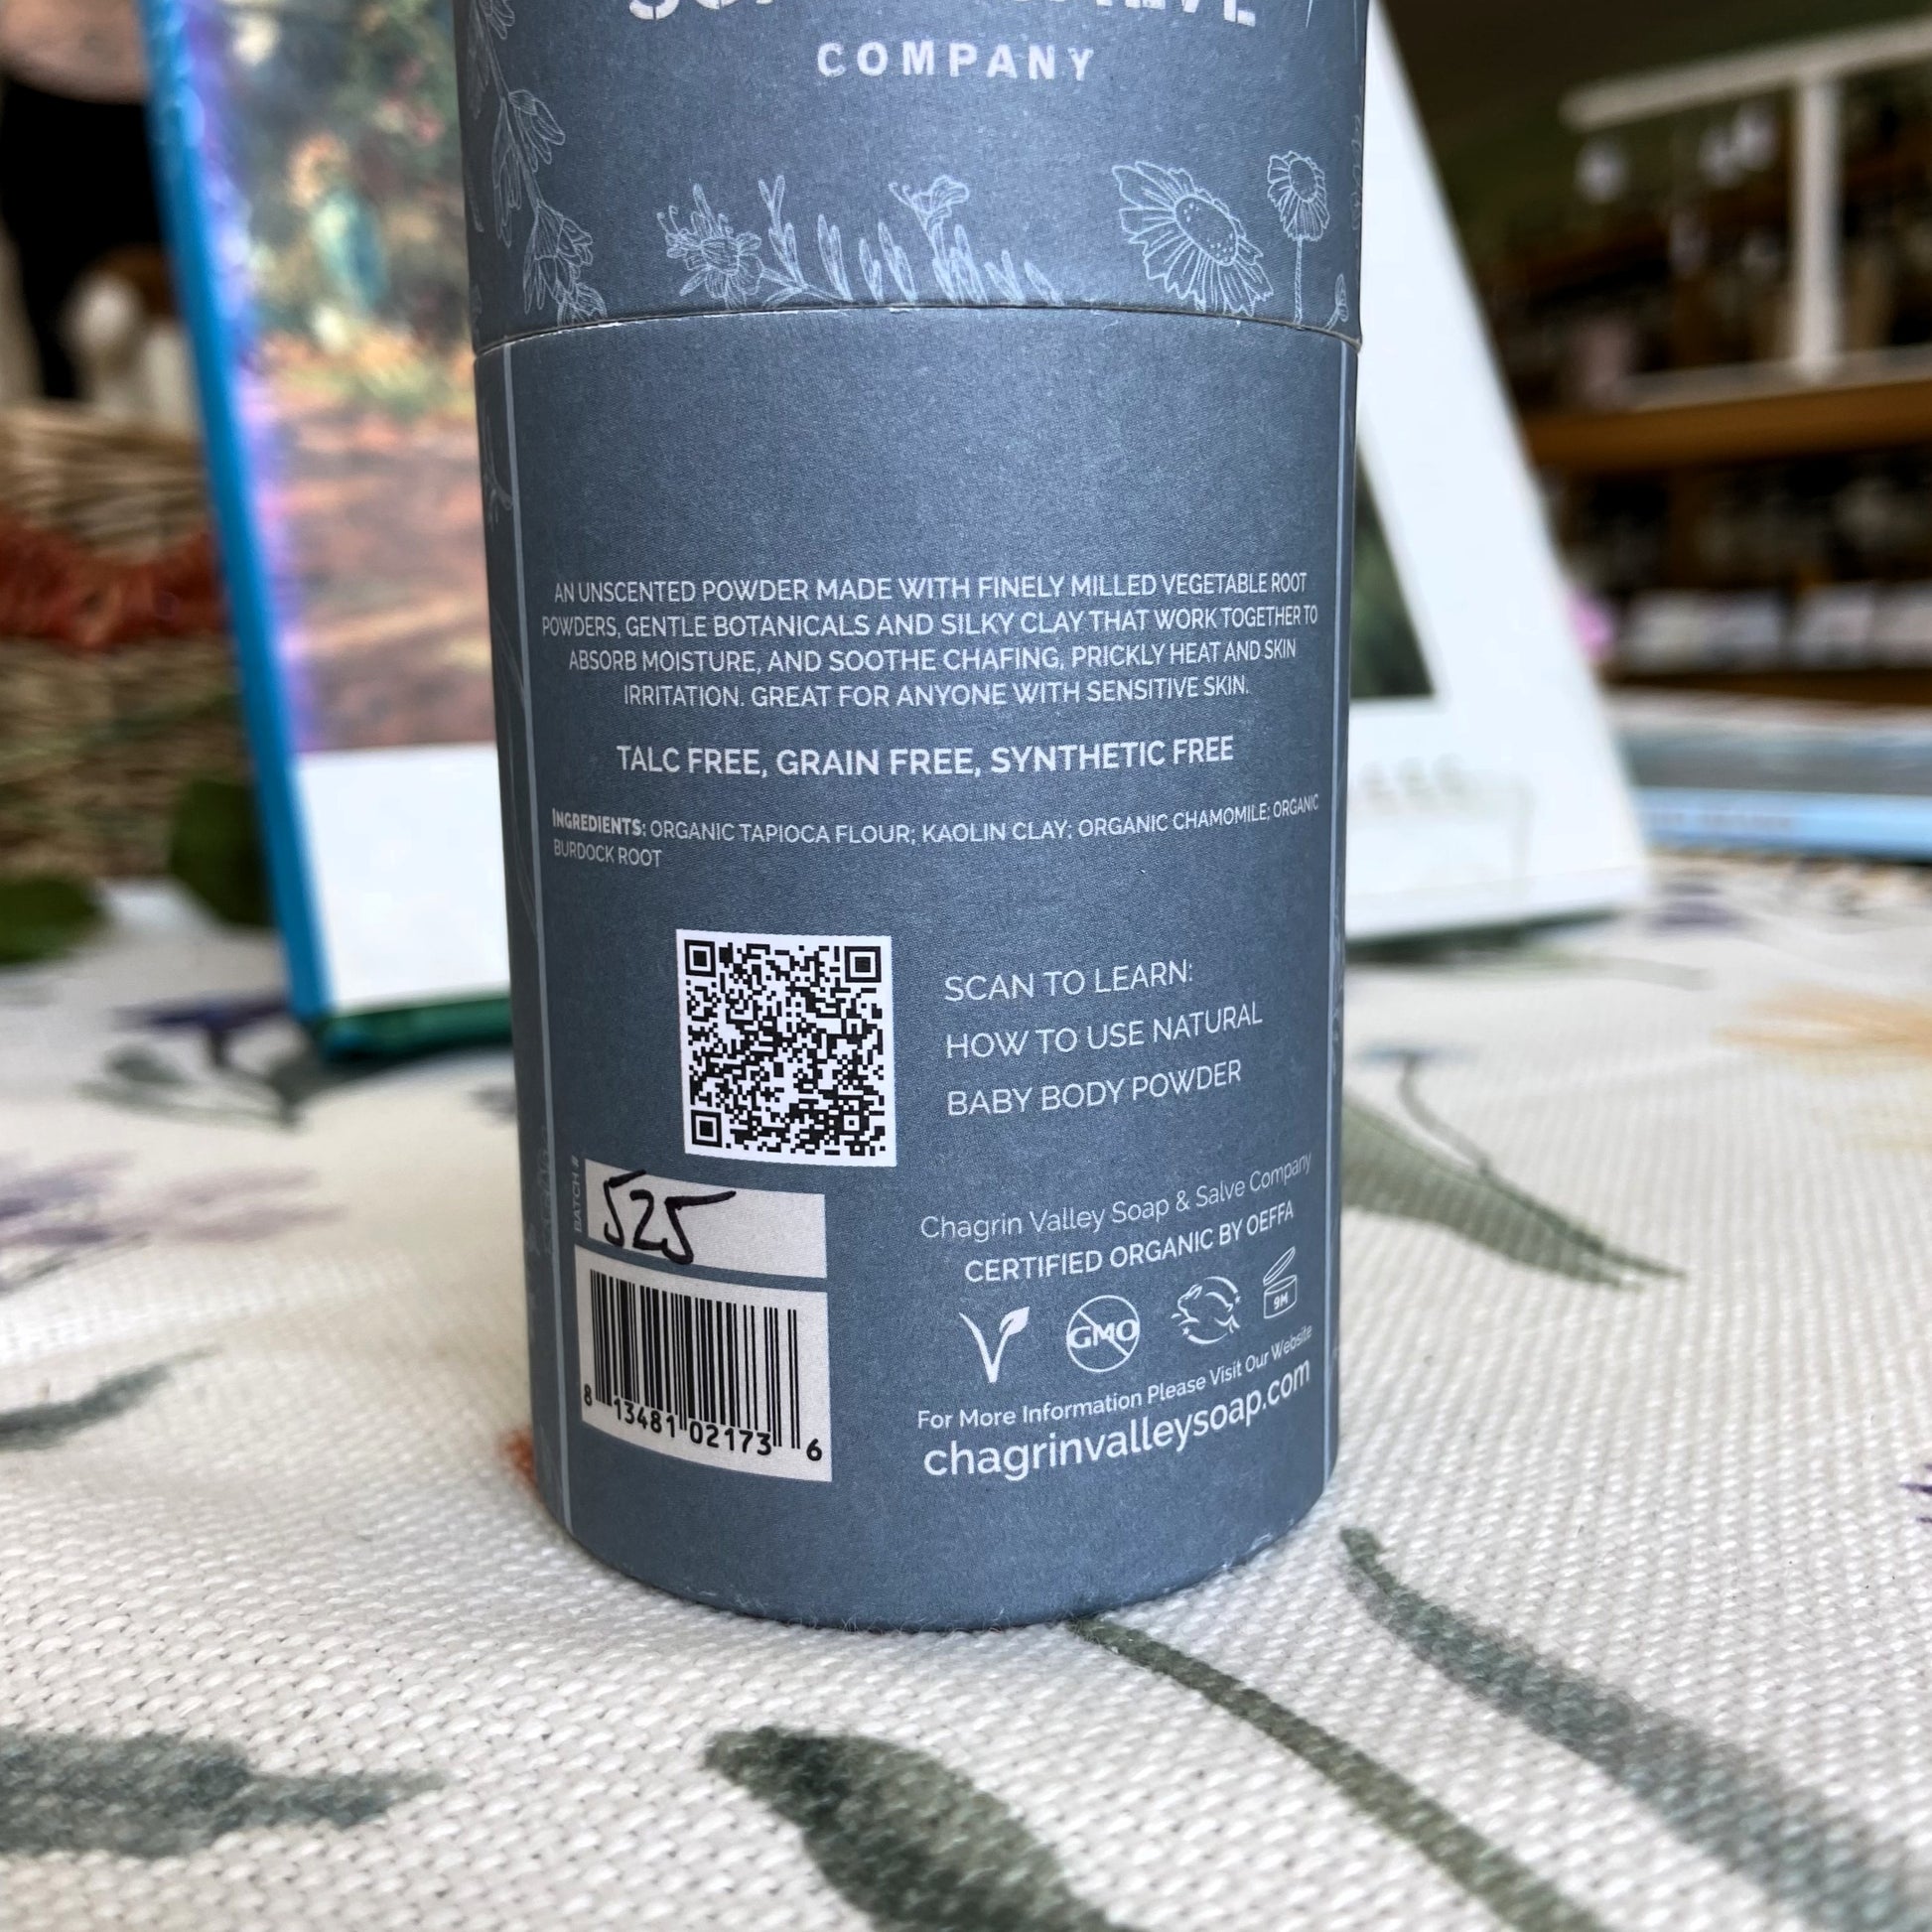 COMPANY
AN UNSCENTED POWDER MADE WITH FINELY MILLED VEGETABLE ROOT
POWDERS, GENTLE BOTANICALS AND SILKY CLAY THAT WORK TOGETHER TO
ABSORB MOISTURE, AND SOOTHE CHAFING, PRICKLY HEAT AND SKIN
IRRITATION. GREAT FOR ANYONE WITH SENSITIVE SKIN.
TALC FREE, GRAIN FREE, SYNTHETIC FREE
INGREDIENTS: ORGANIC TAPIOCA FLOUR; KAOLIN CLAY; ORGANIC CHAMOMILE; ORGANIC
BURDOCK ROOT
SCAN TO LEARN:
HOW TO USE NATURAL
BABY BODY POWDER
BATCH #
525
8 13481 02173 6
Chagrin Valley Soap & Salve Company
CERTIFIED ORGANIC BY OEFFA
GMO
9M
For More Information Please Visit Our Website
chagrinvalleysoap.com